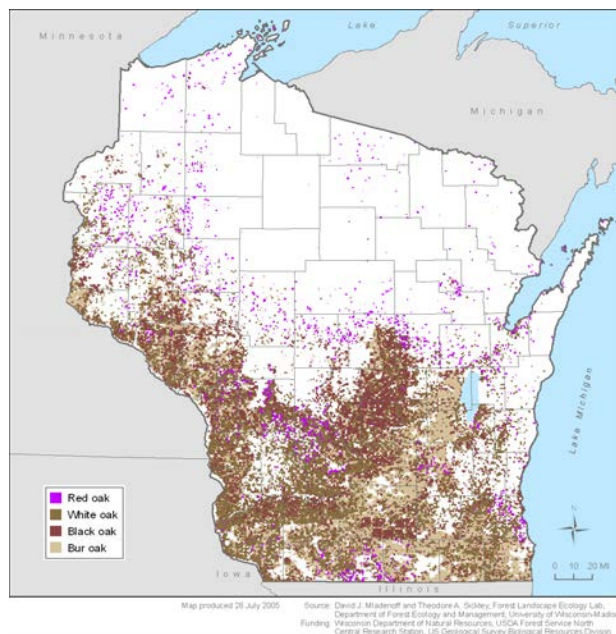 Minnesota
Lake Superior
Michigan
Lake Michigan
Red oak
White oak
Black oak
Bur oak
N
Iowa
Illinois
0 10 20 Mi
Map produced 28 July 2005
Source: David J. Mladenoff and Theodore A. Sickley, Forest Landscape Ecology Lab,
Department of Forest Ecology and Management, University of Wisconsin-Madiso
Funding: Wisconsin Department of Natural Resources, USDA Forest Service North
Central Research Station, US Geological Survey Biological Resources Division